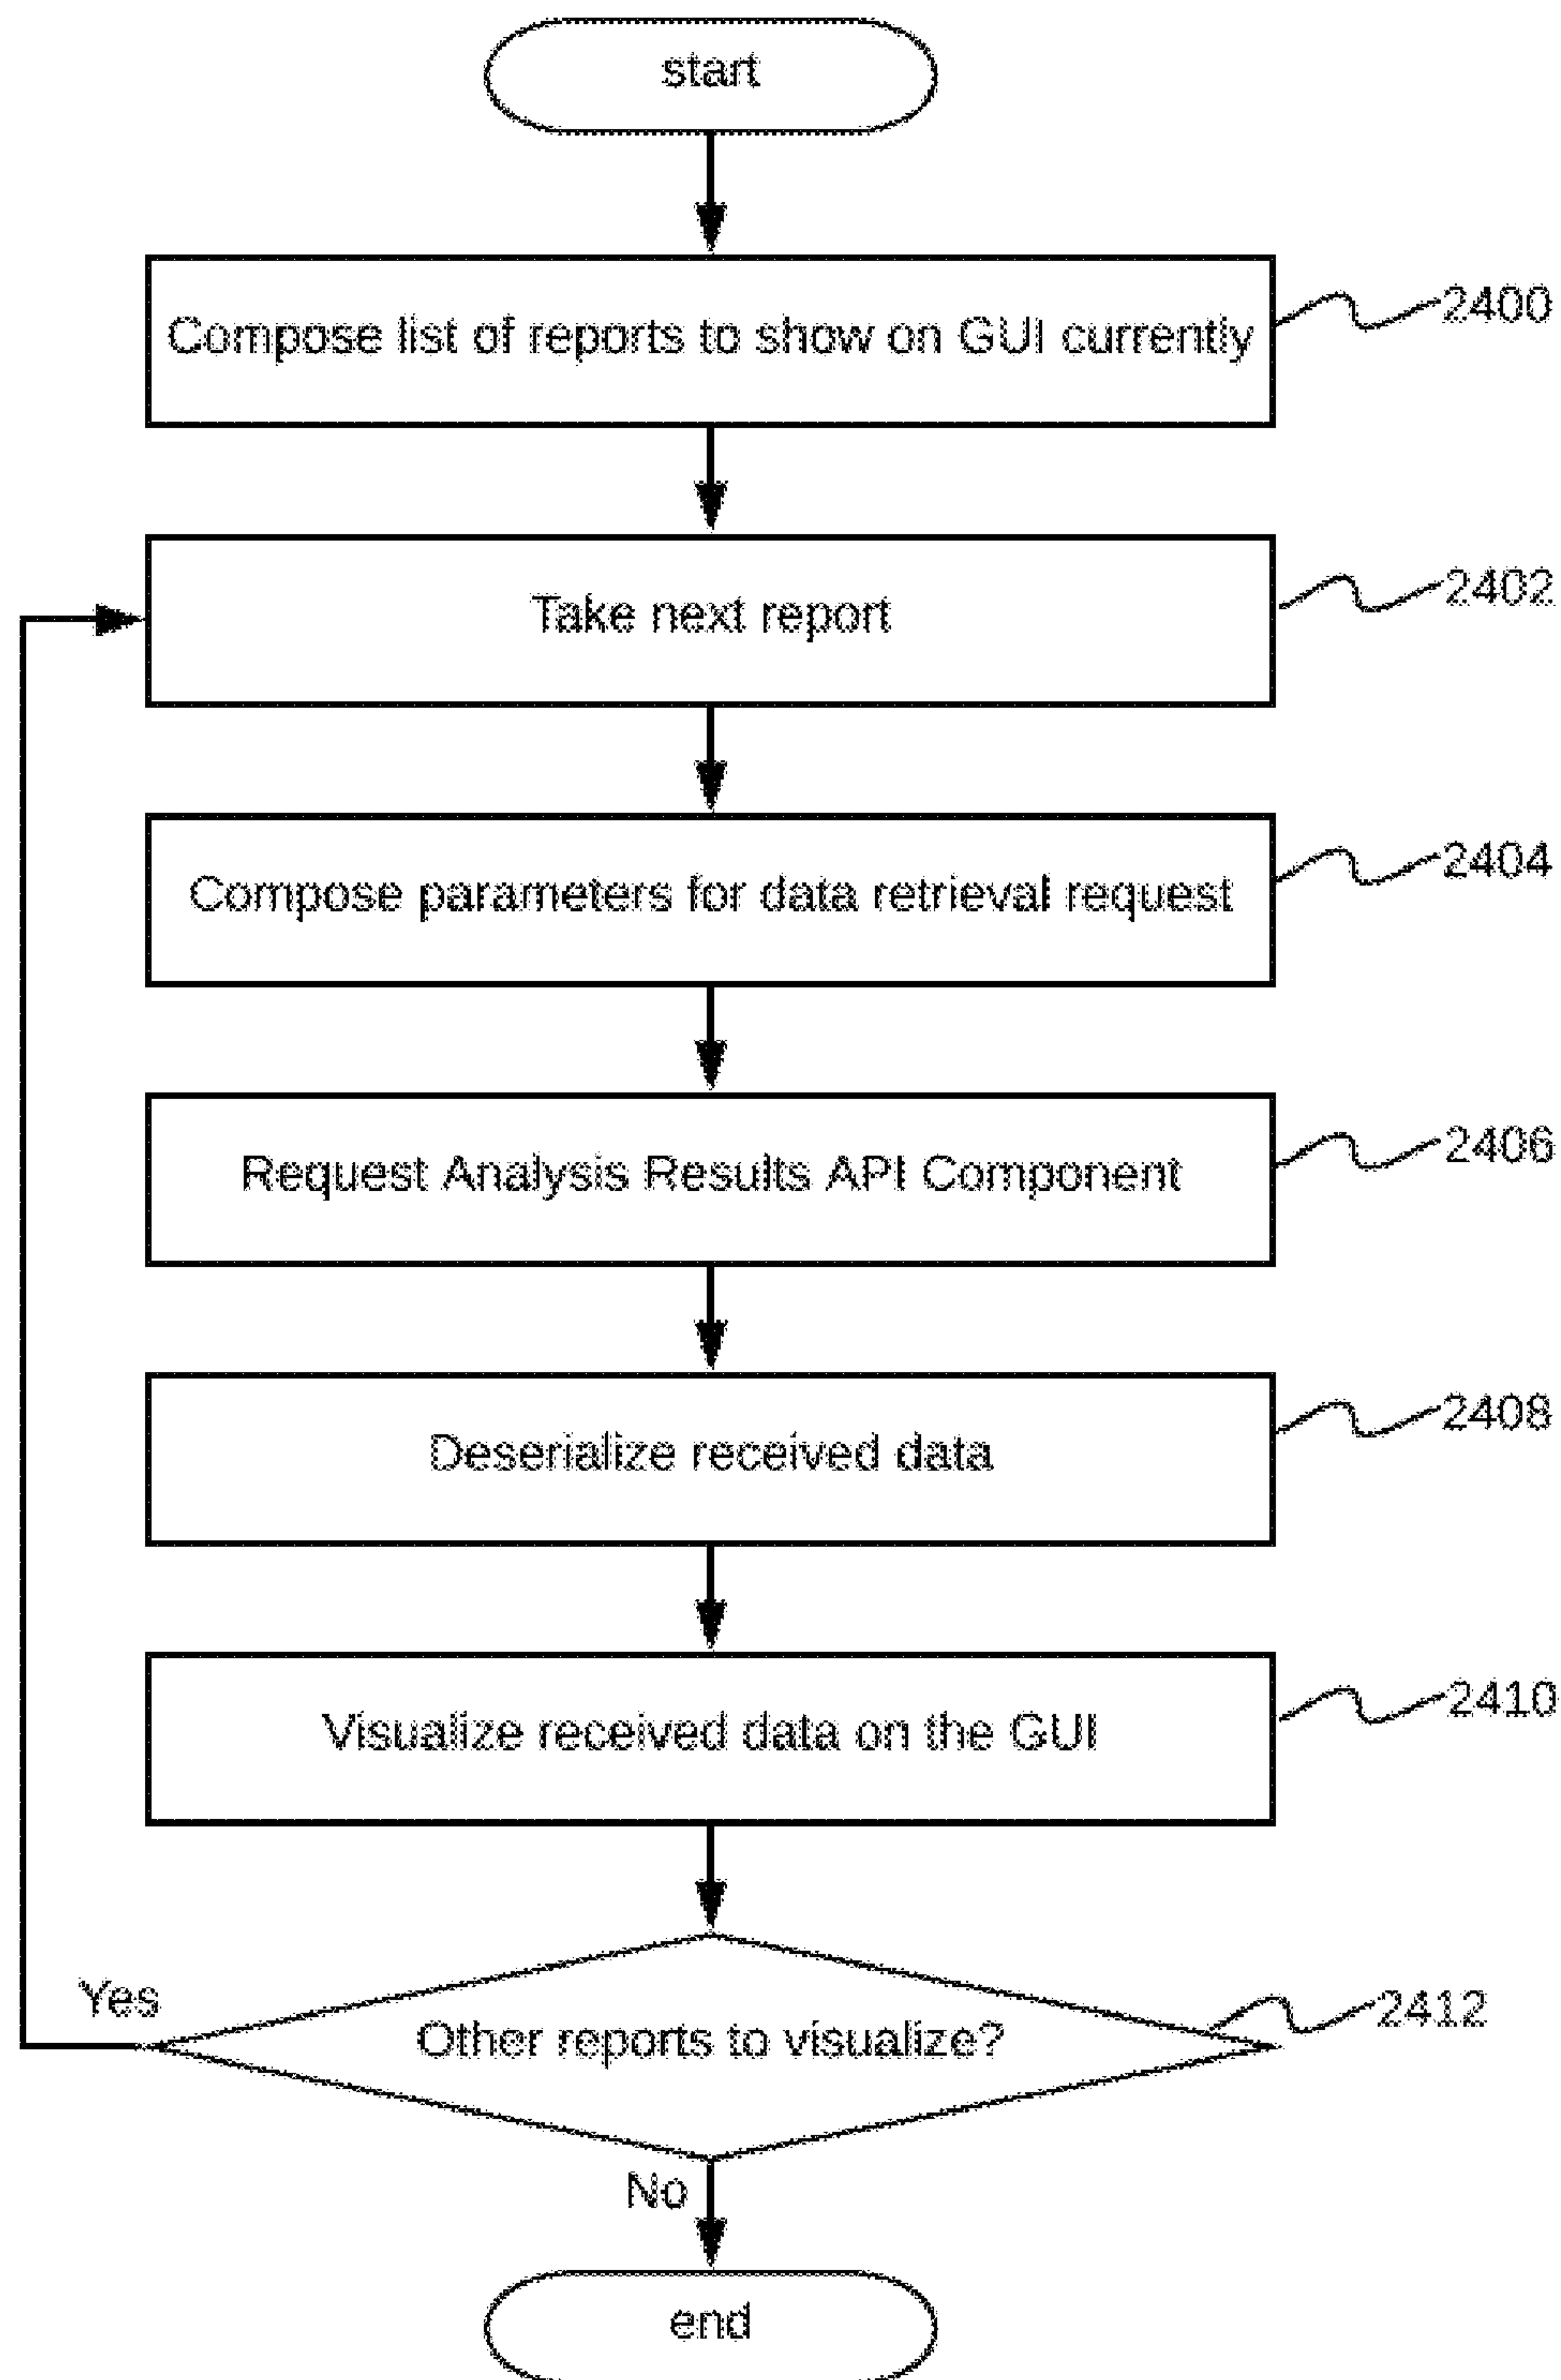 start
Compose list of reports to show on GUI currently
2400
Take next report
2402
Compose parameters for data retrieval request
2404
Request Analysis Results API Component
2406
Deserialize received data
2408
Visualize received data on the GUI
2410
Yes
Other reports to visualize?
2412
No
end